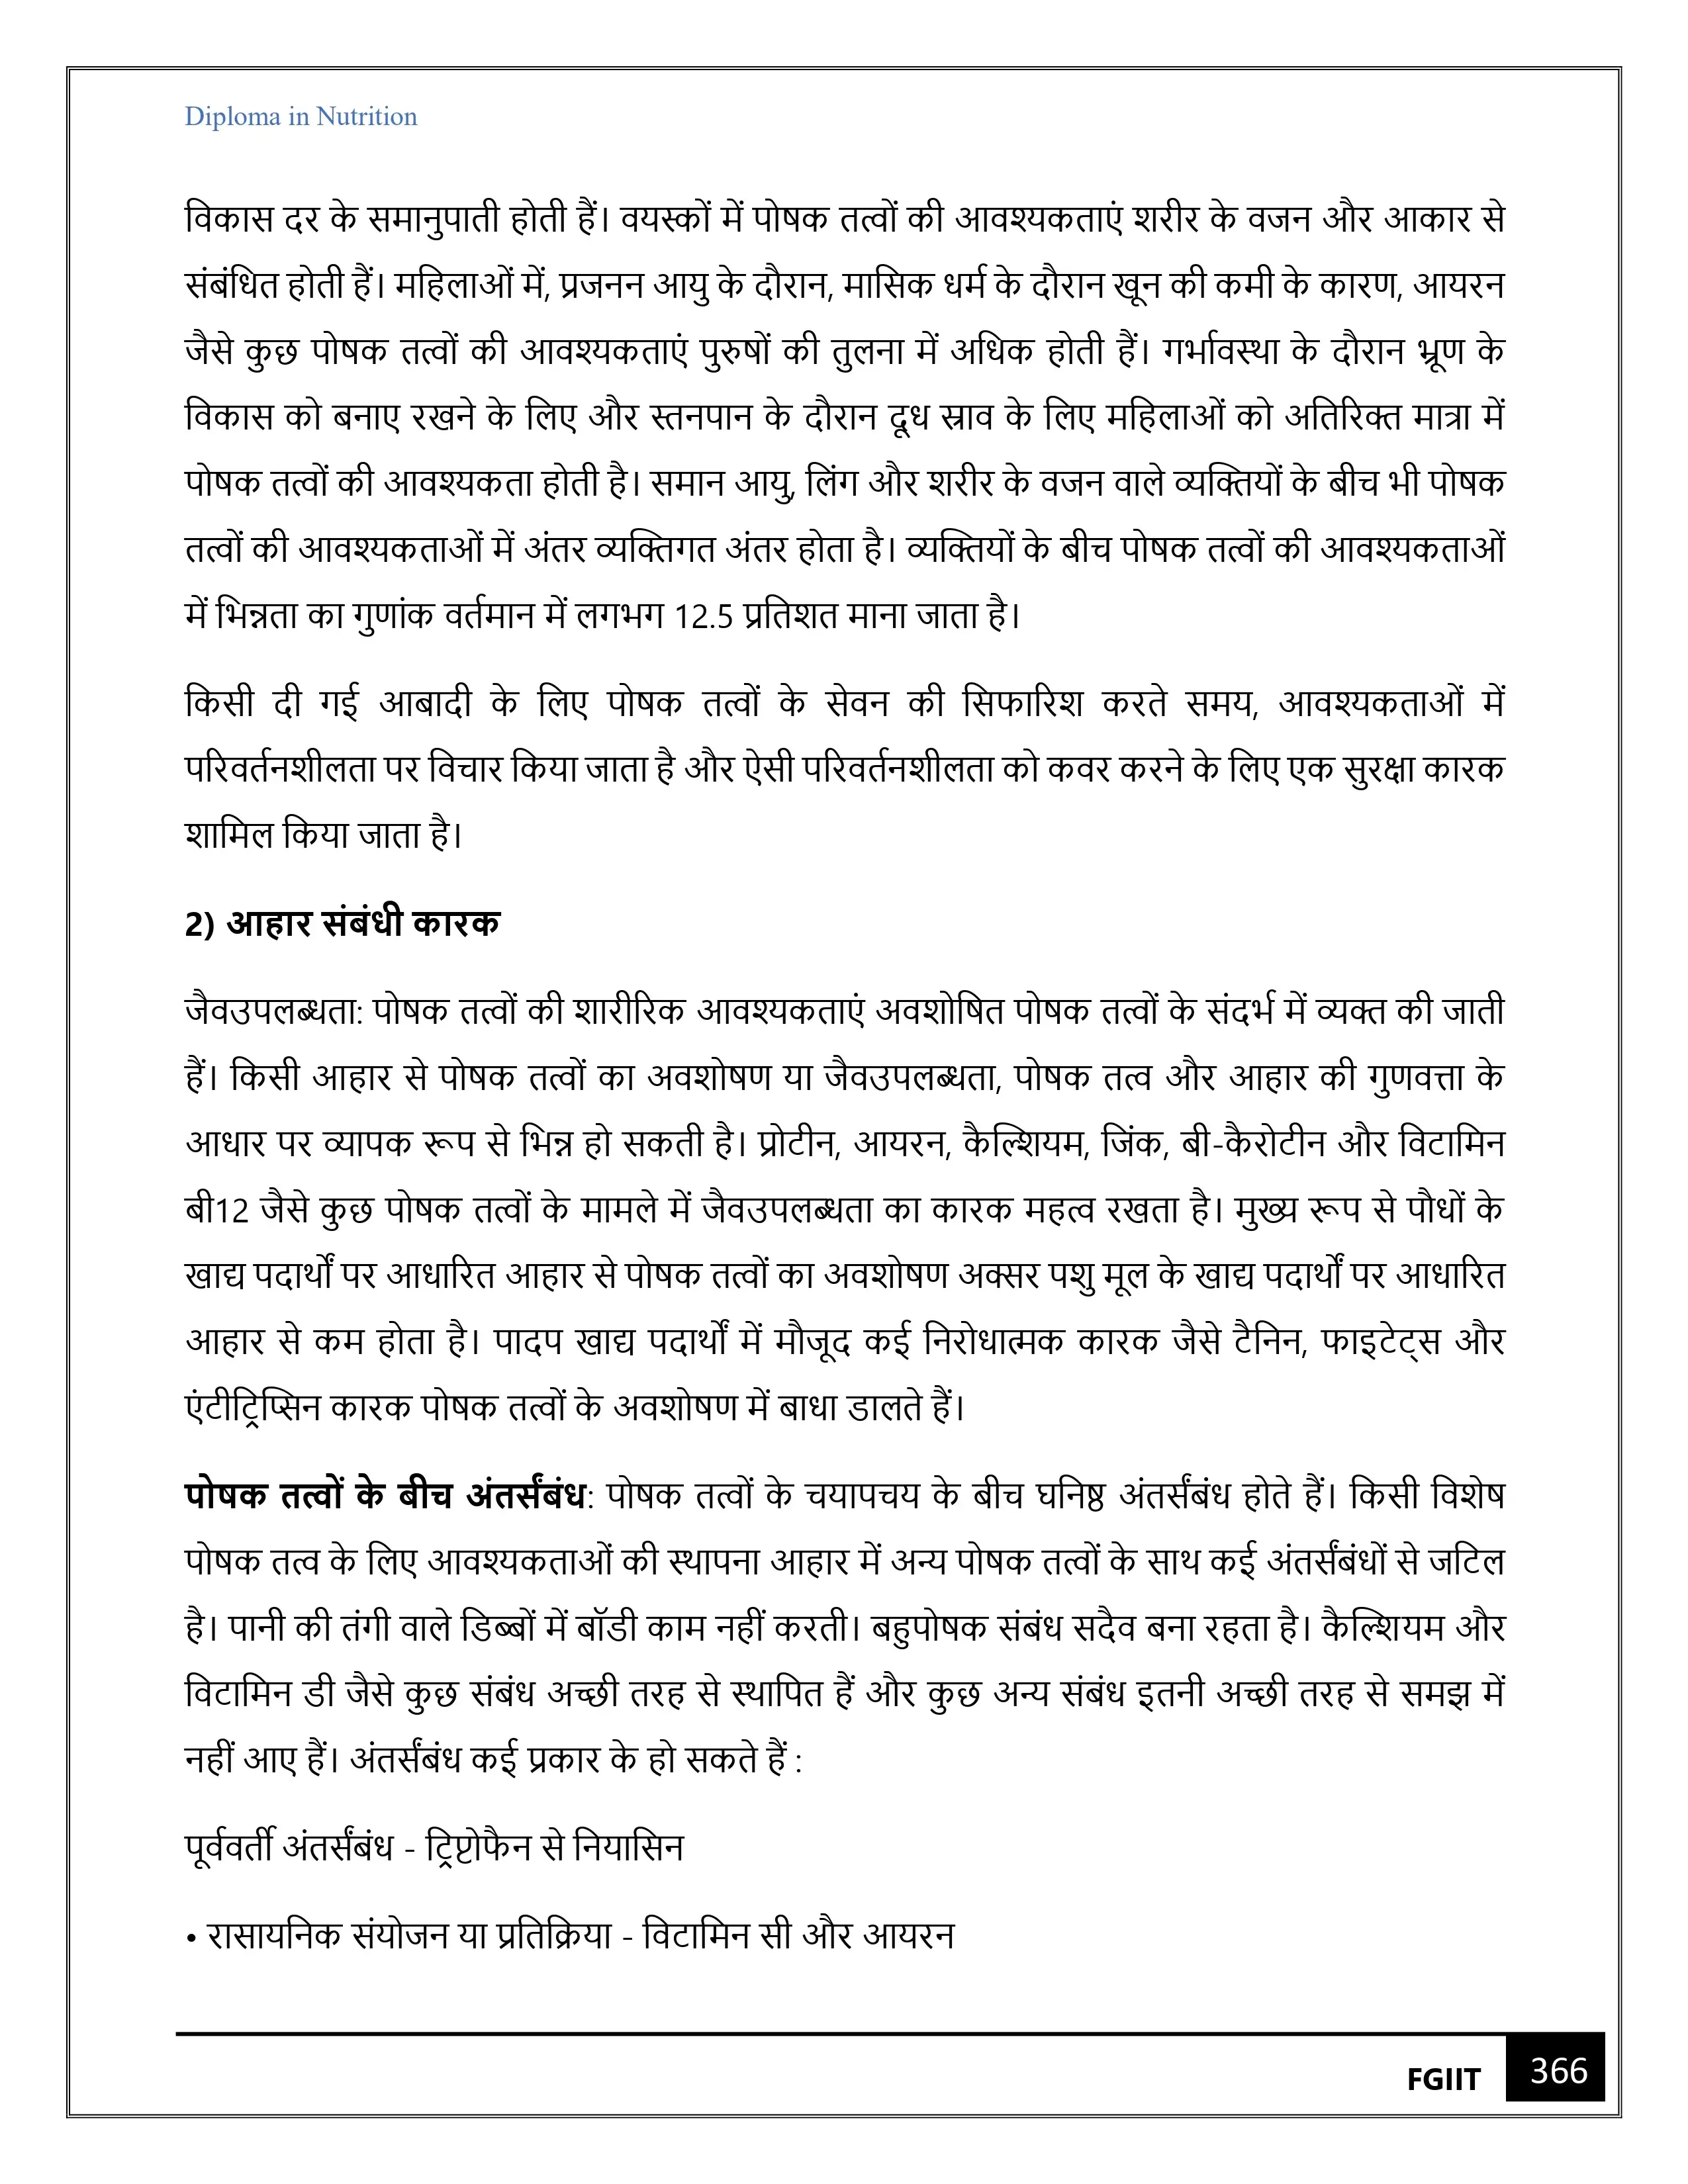 Diploma in Nutrition
विकास दर के समानुपाती होती हैं। वयस्कों में पोषक तत्वों की आवश्यकताएं शरीर के वजन और आकार से
संबंधित होती हैं। महिलाओं में, प्रजनन आयु के दौरान, मासिक धर्म के दौरान खून की कमी के कारण, आयरन
जैसे कुछ पोषक तत्वों की आवश्यकताएं पुरुषों की तुलना में अधिक होती हैं। गर्भावस्था के दौरान भ्रूण के
विकास को बनाए रखने के लिए और स्तनपान के दौरान दूध स्राव के लिए महिलाओं को अतिरिक्त मात्रा में
पोषक तत्वों की आवश्यकता होती है। समान आयु, लिंग और शरीर के वजन वाले व्यक्तियों के बीच भी पोषक
तत्वों की आवश्यकताओं में अंतर व्यक्तिगत अंतर होता है। व्यक्तियों के बीच पोषक तत्वों की आवश्यकताओं
में भिन्नता का गुणांक वर्तमान में लगभग 12.5 प्रतिशत माना जाता है।
किसी दी गई आबादी के लिए पोषक तत्वों के सेवन की सिफारिश करते समय, आवश्यकताओं में
परिवर्तनशीलता पर विचार किया जाता है और ऐसी परिवर्तनशीलता को कवर करने के लिए एक सुरक्षा कारक
शामिल किया जाता है।
2) आहार संबंधी कारक
जैवउपलब्धता: पोषक तत्वों की शारीरिक आवश्यकताएं अवशोषित पोषक तत्वों के संदर्भ में व्यक्त की जाती
हैं। किसी आहार से पोषक तत्वों का अवशोषण या जैवउपलब्धता, पोषक तत्व और आहार की गुणवत्ता के
आधार पर व्यापक रूप से भिन्न हो सकती है। प्रोटीन, आयरन, कैल्शियम, जिंक, बी-कैरोटीन और विटामिन
बी12 जैसे कुछ पोषक तत्वों के मामले में जैवउपलब्धता का कारक महत्व रखता है। मुख्य रूप से पौधों के
खाद्य पदार्थों पर आधारित आहार से पोषक तत्वों का अवशोषण अक्सर पशु मूल के खाद्य पदार्थों पर आधारित
आहार से कम होता है। पादप खाद्य पदार्थों में मौजूद कई निरोधात्मक कारक जैसे टैनिन, फाइटेट्स और
एंटीट्रिप्सिन कारक पोषक तत्वों के अवशोषण में बाधा डालते हैं।
पोषक तत्वों के बीच अंतर्संबंध: पोषक तत्वों के चयापचय के बीच घनिष्ठ अंतर्संबंध होते हैं। किसी विशेष
पोषक तत्व के लिए आवश्यकताओं की स्थापना आहार में अन्य पोषक तत्वों के साथ कई अंतर्संबंधों से जटिल
है। पानी की तंगी वाले डिब्बों में बॉडी काम नहीं करती। बहुपोषक संबंध सदैव बना रहता है। कैल्शियम और
विटामिन डी जैसे कुछ संबंध अच्छी तरह से स्थापित हैं और कुछ अन्य संबंध इतनी अच्छी तरह से समझ में
नहीं आए हैं। अंतर्संबंध कई प्रकार के हो सकते हैं :
पूर्ववर्ती अंतर्संबंध - ट्रिप्टोफैन से नियासिन
• रासायनिक संयोजन या प्रतिक्रिया - विटामिन सी और आयरन
FGIIT 366